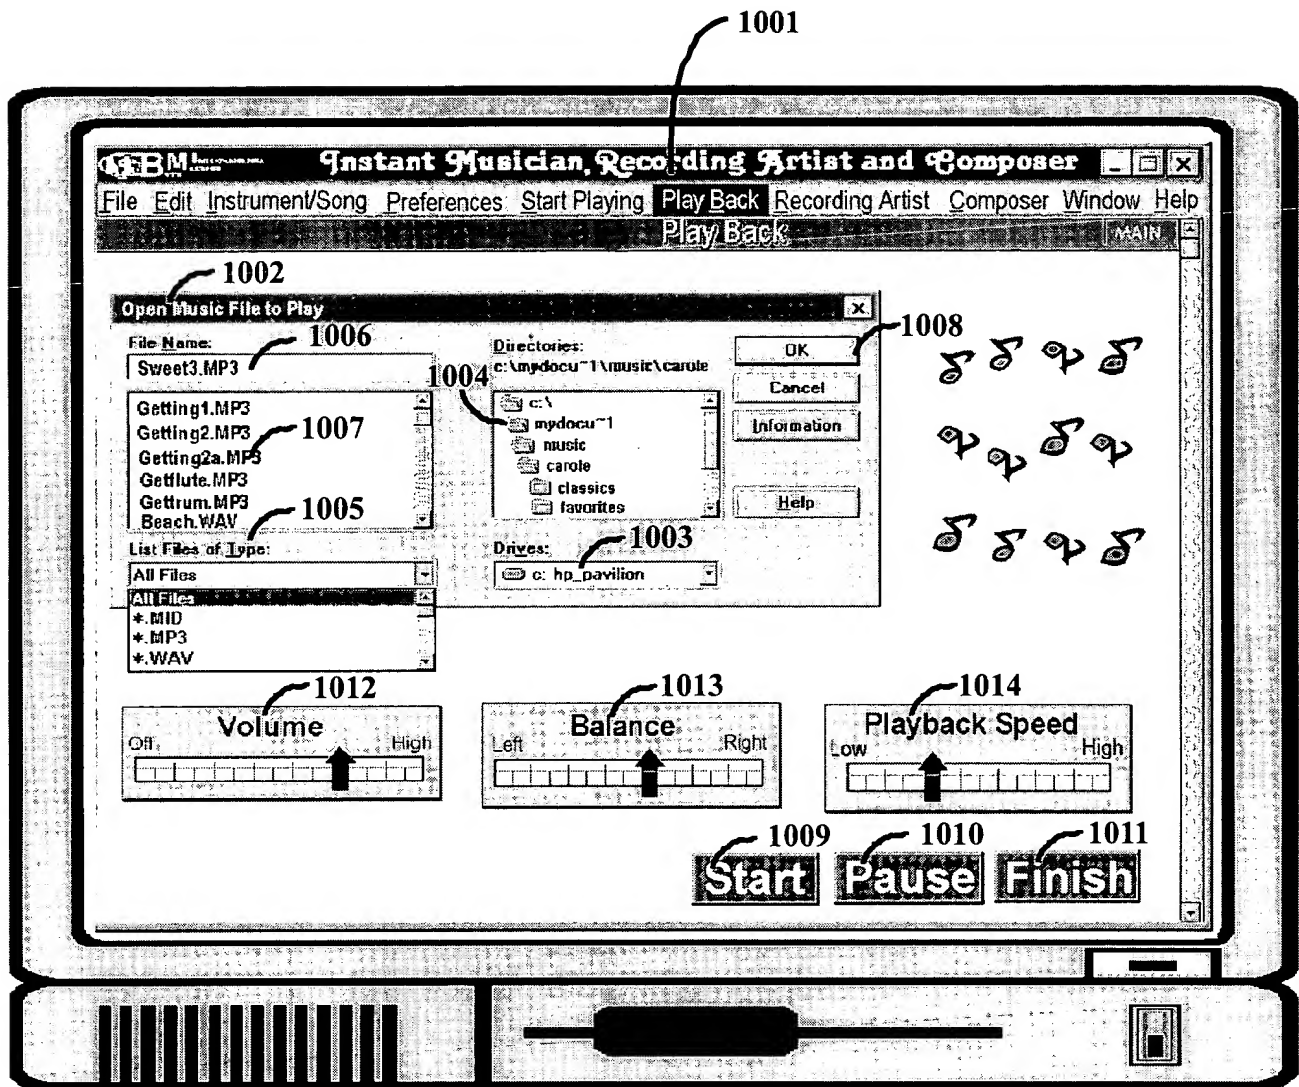 1001
Instant Musician, Recording Artist and Composer
File Edit Instrument/Song Preferences Start Playing Play Back Recording Artist Composer Window Help
Play Back MAIN
1002
Open Music File to Play
File Name: 1006
Sweet3.MP3
Getting1.MP3
Getting2.MP3
1007
Getting2a.MP3
Getflute.MP3
Gettrum.MP3
Beach.WAV
1005
List Files of Type:
All Files
All Files
*.MID
*.MP3
*.WAV
Directories:
c:\mydocu~1\music\carole
1004
c:\
mydocu~1
music
carole
classics
favorites
Drives: 1003
c: hp_pavilion
1008
OK
Cancel
Information
Help
1012
Volume
Off High
1013
Balance
Left Right
1014
Playback Speed
Low High
1009 1010 1011
Start Pause Finish